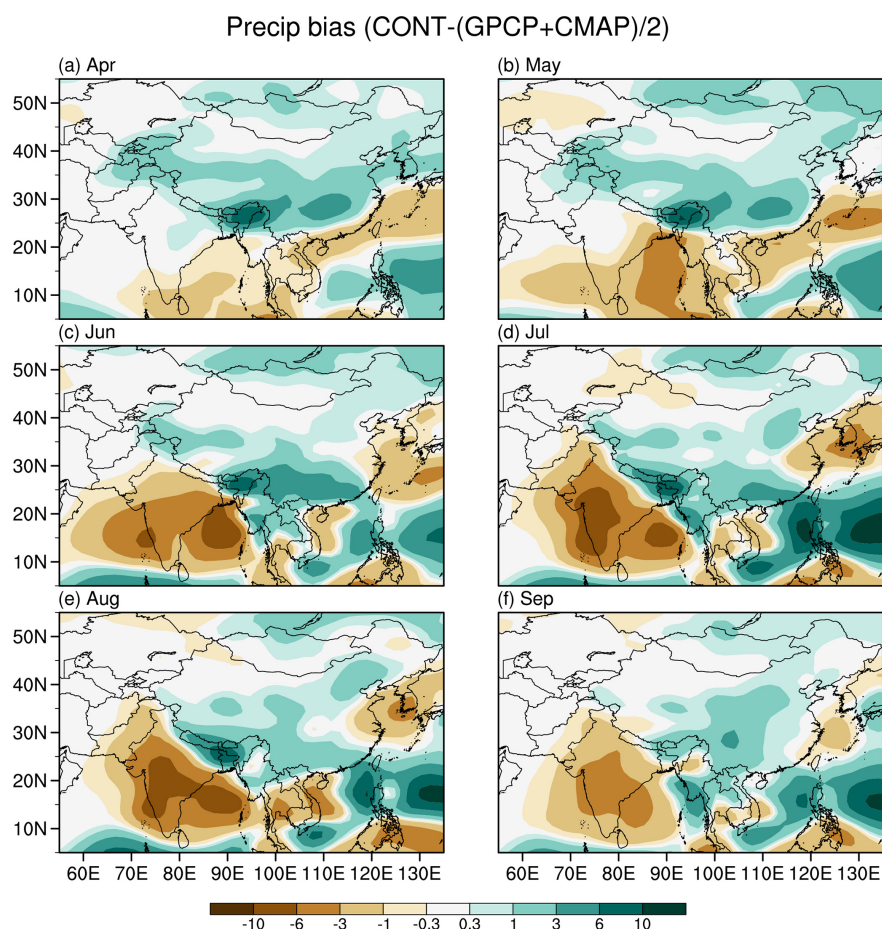 Precip bias (CONT-(GPCP+CMAP)/2)
(a) Apr
(b) May
50N
40N
30N
20N
10N
(c) Jun
(d) Jul
50N
40N
30N
20N
10N
(e) Aug
(f) Sep
50N
40N
30N
20N
10N
60E 70E 80E 90E 100E 110E 120E 130E
60E 70E 80E 90E 100E 110E 120E 130E
-10 -6 -3 -1 -0.3 0.3 1 3 6 10